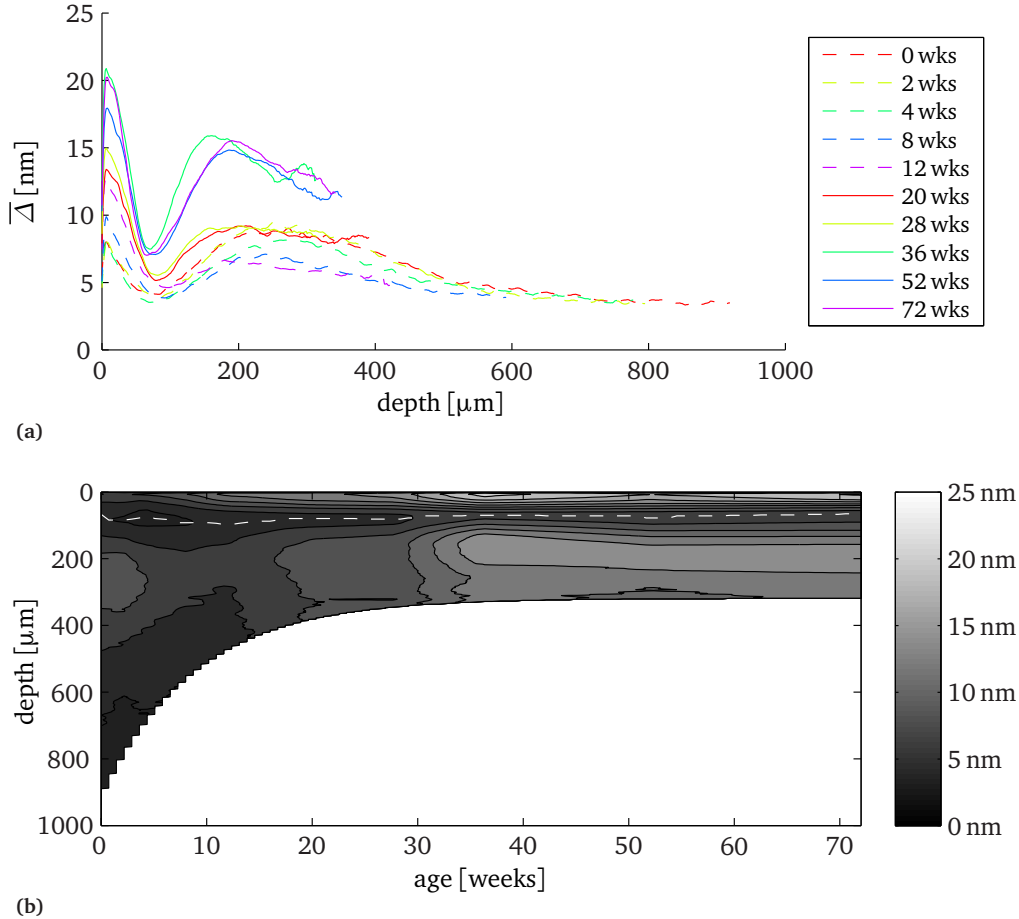 25
20
15
10
5
0
Δ [nm]
0
200
400
600
800
1000
depth [μm]
0 wks
2 wks
4 wks
8 wks
12 wks
20 wks
28 wks
36 wks
52 wks
72 wks
(a)
0
200
400
600
800
1000
depth [μm]
0
10
20
30
40
50
60
70
age [weeks]
25 nm
20 nm
15 nm
10 nm
5 nm
0 nm
(b)